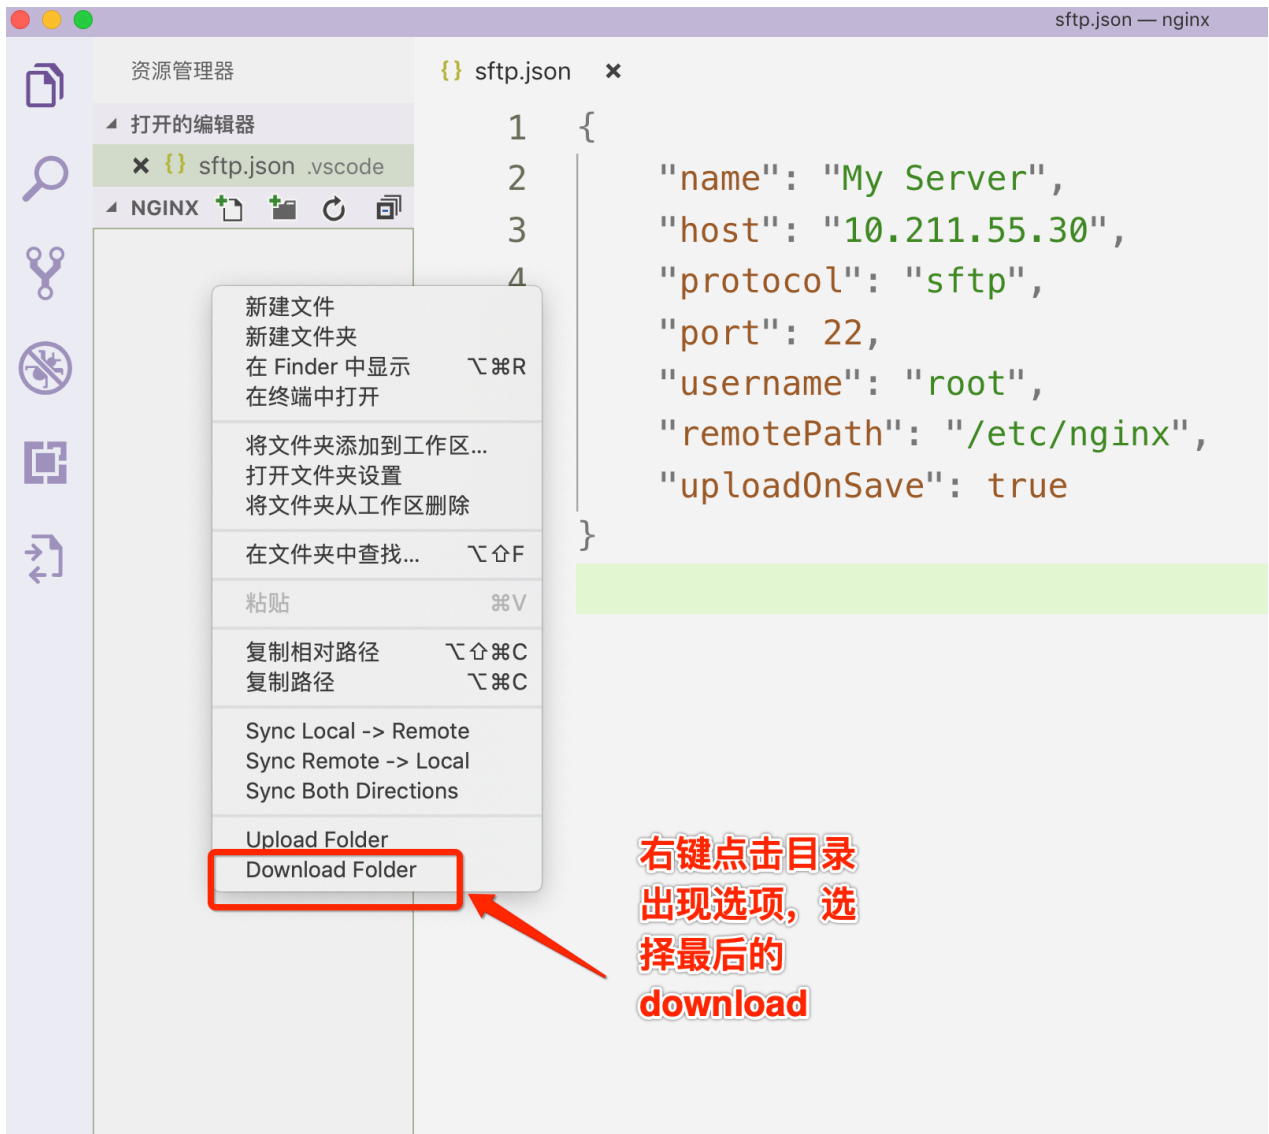 sftp.json — nginx
资源管理器
打开的编辑器
sftp.json .vscode
NGINX
{} sftp.json ×
1 {
2 "name": "My Server",
3 "host": "10.211.55.30",
4 "protocol": "sftp",
"port": 22,
"username": "root",
"remotePath": "/etc/nginx",
"uploadOnSave": true
}
新建文件
新建文件夹
在 Finder 中显示 ⌥⌘R
在终端中打开
将文件夹添加到工作区...
打开文件夹设置
将文件夹从工作区删除
在文件夹中查找... ⌥⇧F
粘贴 ⌘V
复制相对路径 ⌥⇧⌘C
复制路径 ⌥⌘C
Sync Local -> Remote
Sync Remote -> Local
Sync Both Directions
Upload Folder
Download Folder
右键点击目录
出现选项，选
择最后的
download